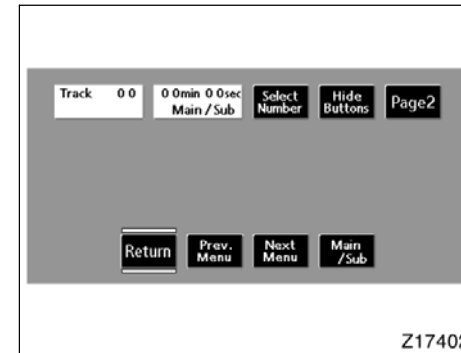 Track 0 0
0 0min 0 0sec
Main / Sub
Select
Number
Hide
Buttons
Page2
Return
Prev.
Menu
Next
Menu
Main
/Sub